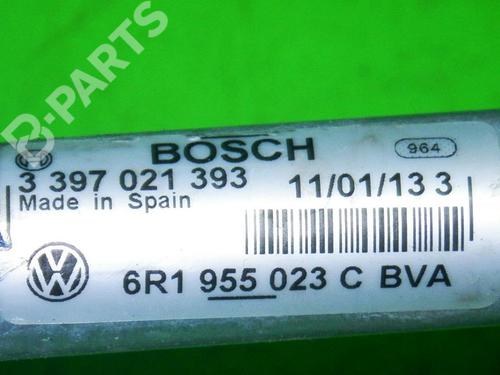 B-PARTS
BOSCH 964
3 397 021 393 11/01/13 3
Made in Spain
6R1 955 023 C BVA